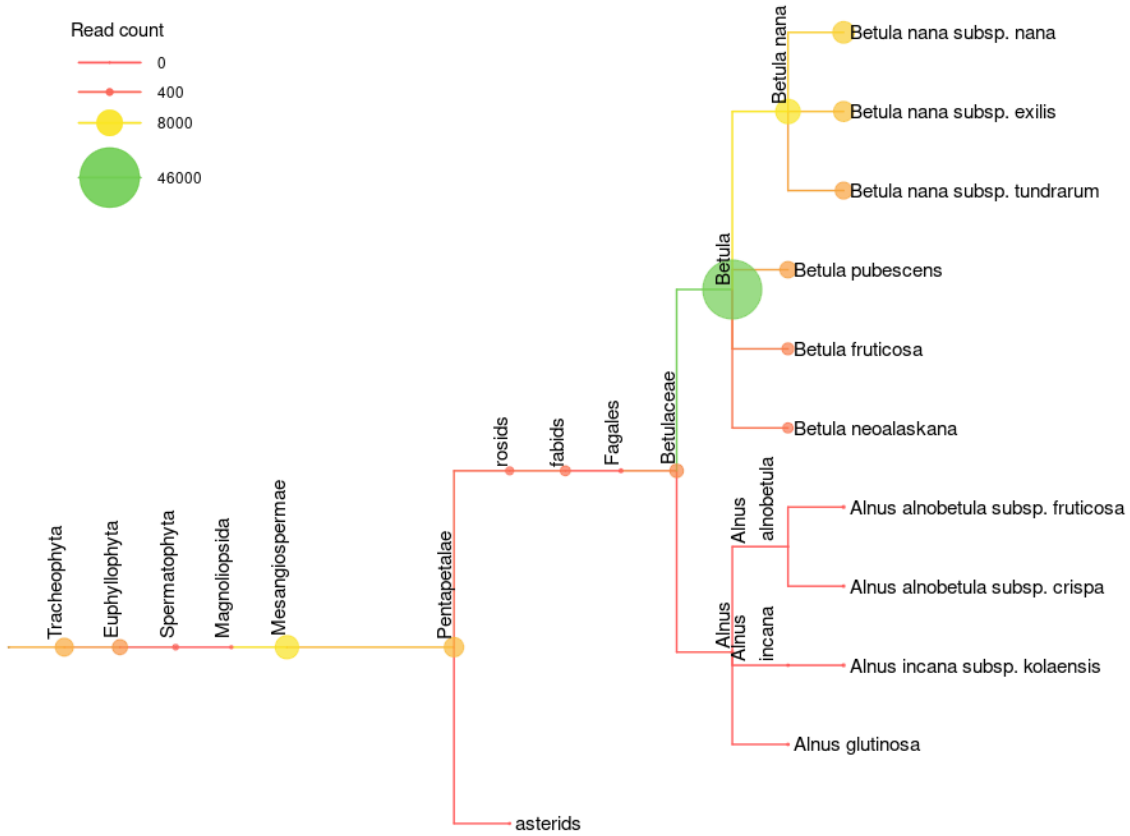 Read count
0
400
8000
46000
Betula nana subsp. nana
Betula nana
Betula nana subsp. exilis
Betula nana subsp. tundrarum
Betula
Betula pubescens
Betula fruticosa
Betula neoalaskana
rosids
fabids
Fagales
Betulaceae
Alnus
alnobetula
Alnus alnobetula subsp. fruticosa
Alnus alnobetula subsp. crispa
Tracheophyta
Euphyllophyta
Spermatophyta
Magnoliopsida
Mesangiospermae
Pentapetalae
Alnus
Alnus
incana
Alnus incana subsp. kolaensis
Alnus glutinosa
asterids